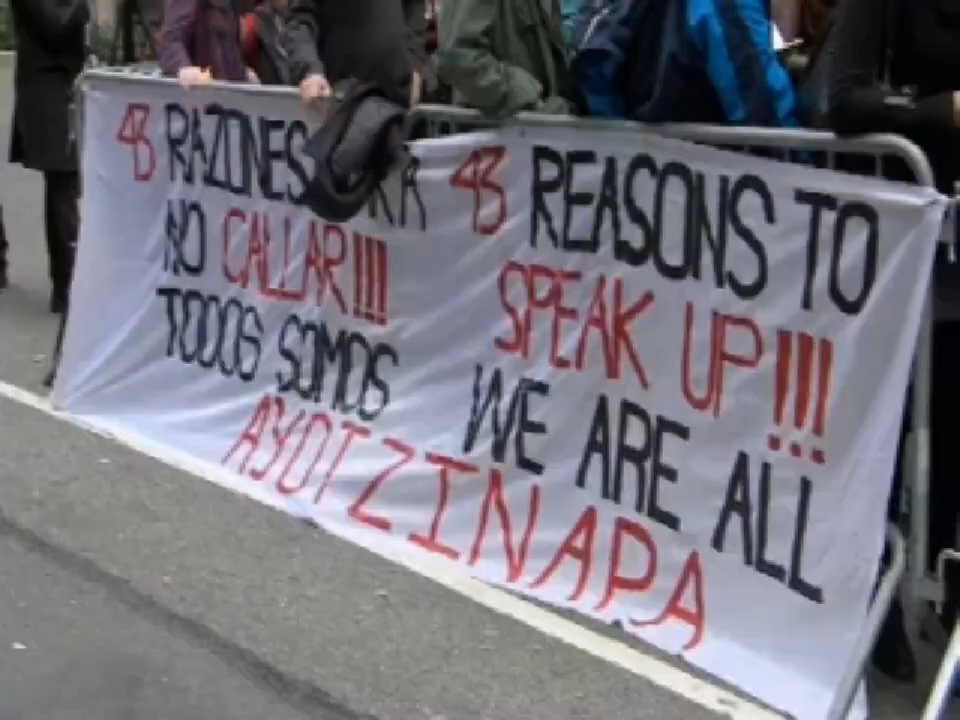 43 RAZONES
NO CALLAR!!!
TODOS SOMOS
43 REASONS TO
SPEAK UP!!!
WE ARE ALL
AYOTZINAPA